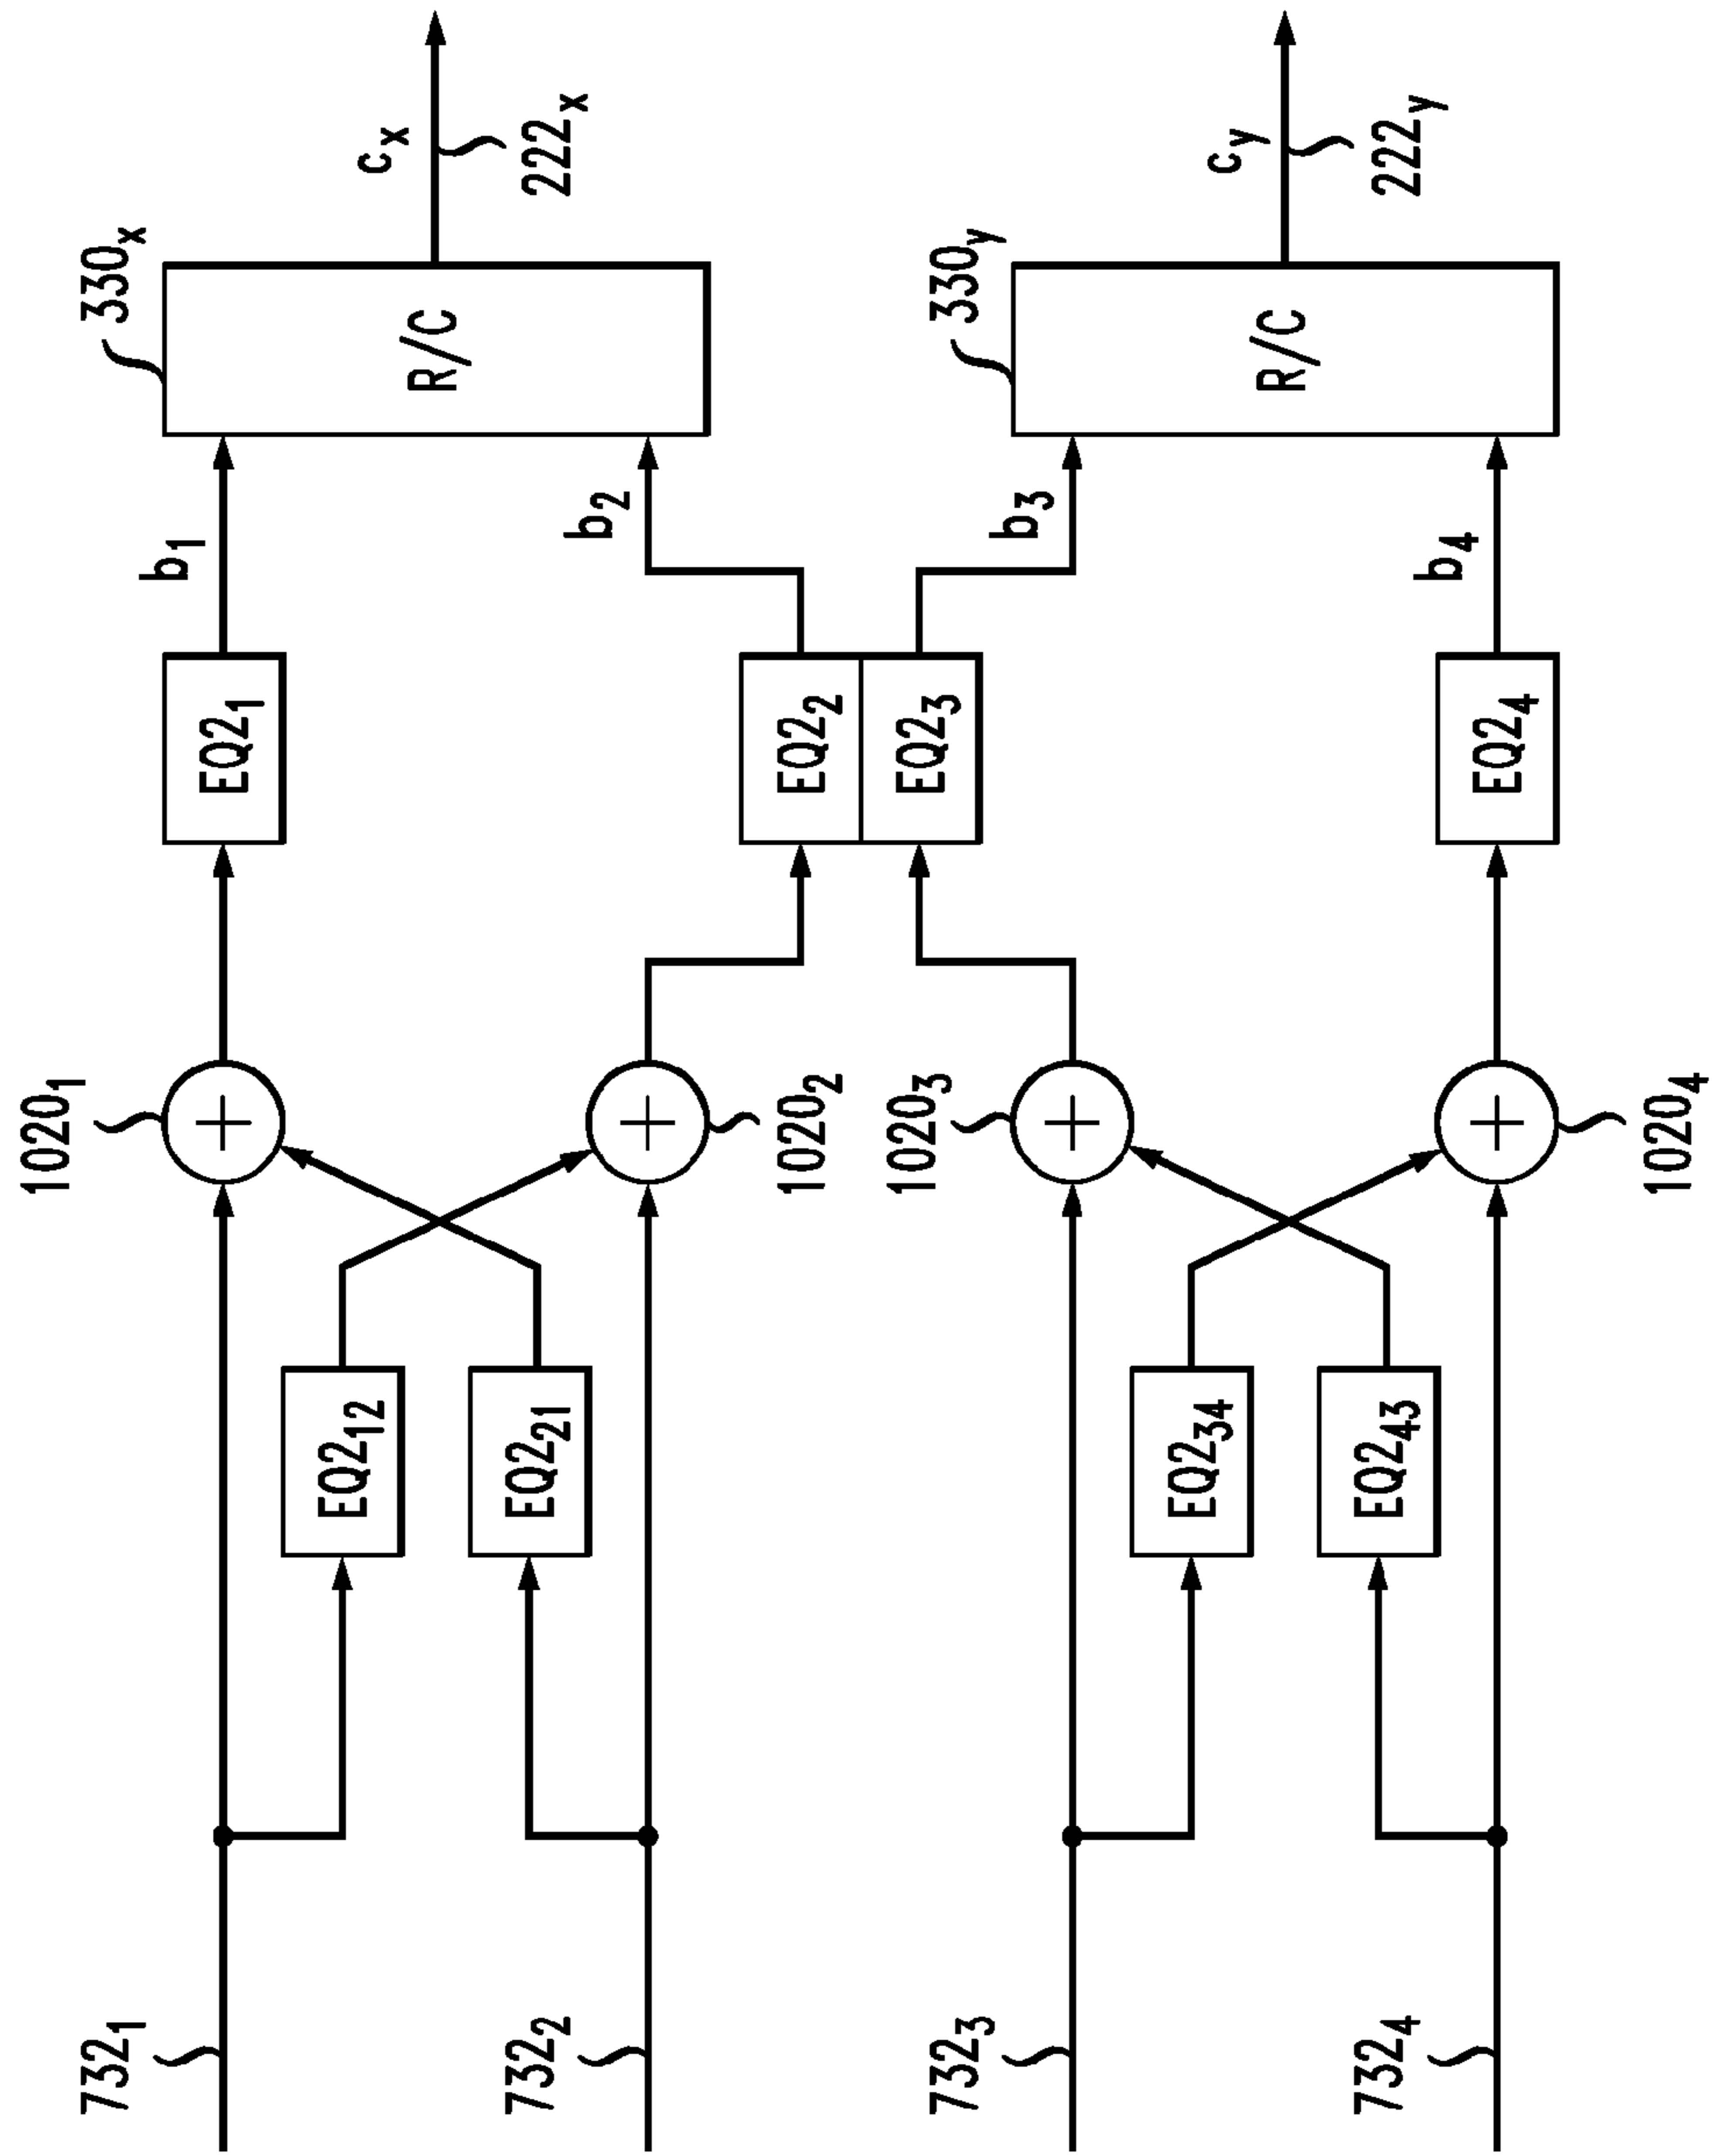 732₁
732₂
732₃
732₄
EQ2₁₂
EQ2₂₁
EQ2₃₄
EQ2₄₃
1020₁
1020₂
1020₃
1020₄
EQ2₁
EQ2₂
EQ2₃
EQ2₄
b₁
b₂
b₃
b₄
330ₓ
R/C
330y
R/C
cₓ
222ₓ
cy
222y